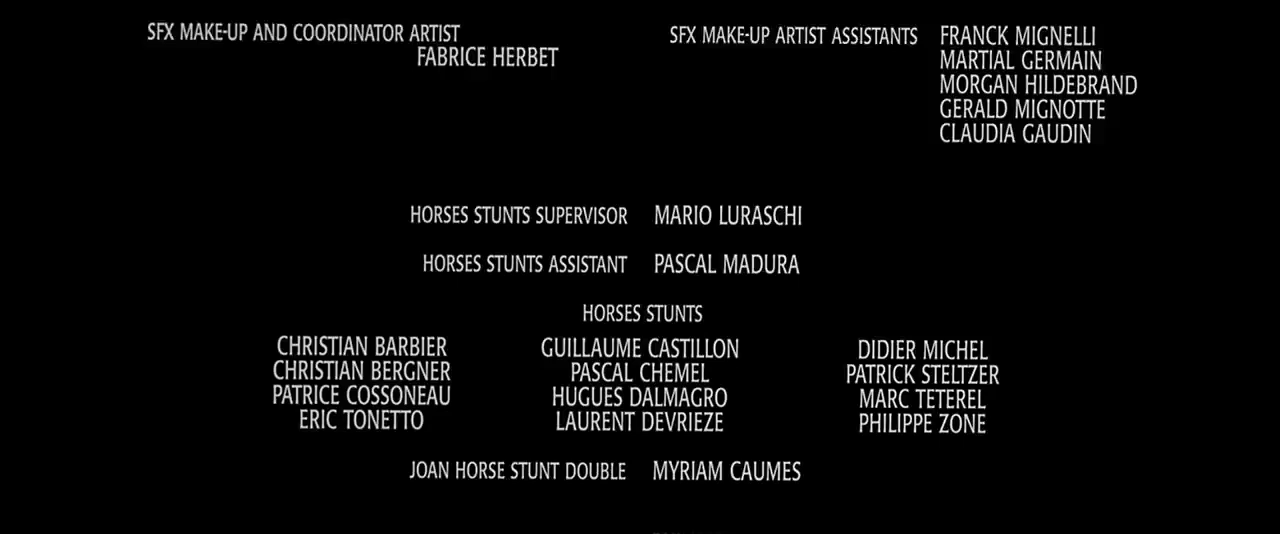 SFX MAKE-UP AND COORDINATOR ARTIST
FABRICE HERBET
SFX MAKE-UP ARTIST ASSISTANTS FRANCK MIGNELLI
MARTIAL GERMAIN
MORGAN HILDEBRAND
GERALD MIGNOTTE
CLAUDIA GAUDIN
HORSES STUNTS SUPERVISOR MARIO LURASCHI
HORSES STUNTS ASSISTANT PASCAL MADURA
HORSES STUNTS
CHRISTIAN BARBIER GUILLAUME CASTILLON DIDIER MICHEL
CHRISTIAN BERGNER PASCAL CHEMEL PATRICK STELTZER
PATRICE COSSONEAU HUGUES DALMAGRO MARC TETEREL
ERIC TONETTO LAURENT DEVRIEZE PHILIPPE ZONE
JOAN HORSE STUNT DOUBLE MYRIAM CAUMES